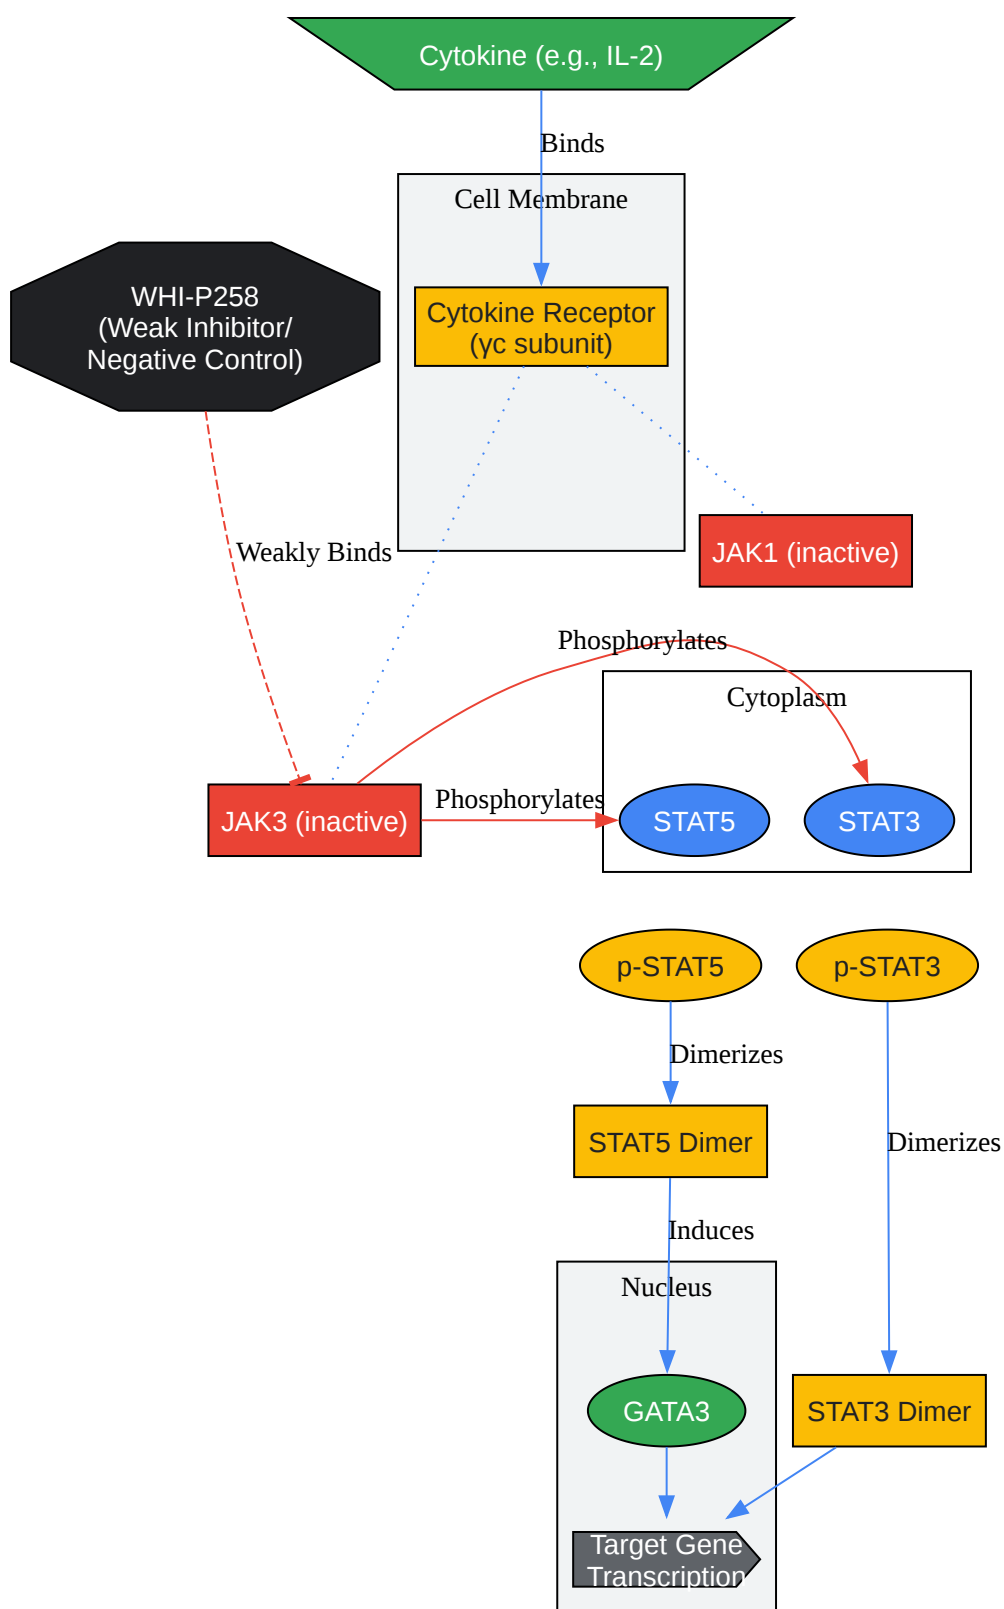 Cytokine (e.g., IL-2)
Binds
Cell Membrane
WHI-P258
(Weak Inhibitor/
Negative Control)
Cytokine Receptor
(γc subunit)
Weakly Binds
JAK1 (inactive)
Phosphorylates
Cytoplasm
Phosphorylates
JAK3 (inactive)
STAT5
STAT3
p-STAT5
p-STAT3
Dimerizes
STAT5 Dimer
Dimerizes
Induces
Nucleus
GATA3
STAT3 Dimer
Target Gene
Transcription